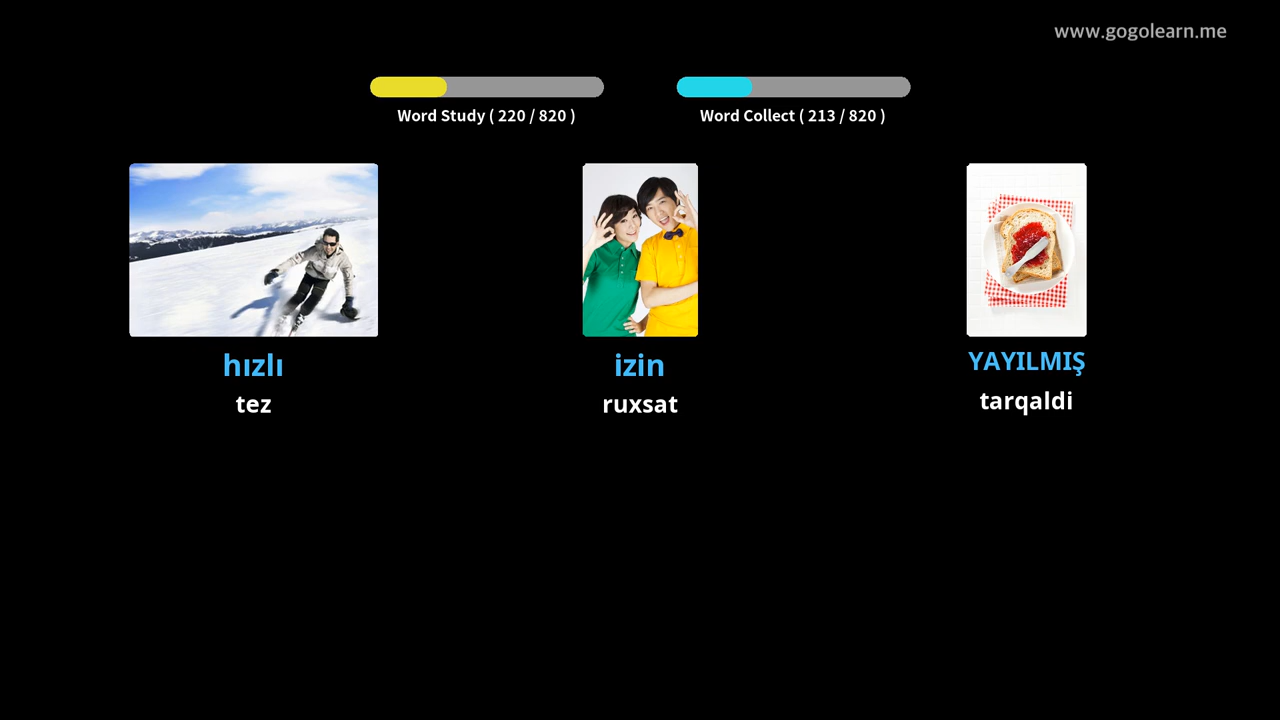 www.gogolearn.me
Word Study ( 220 / 820 )
Word Collect ( 213 / 820 )
hızlı
tez
izin
ruxsat
YAYILMIŞ
tarqaldi